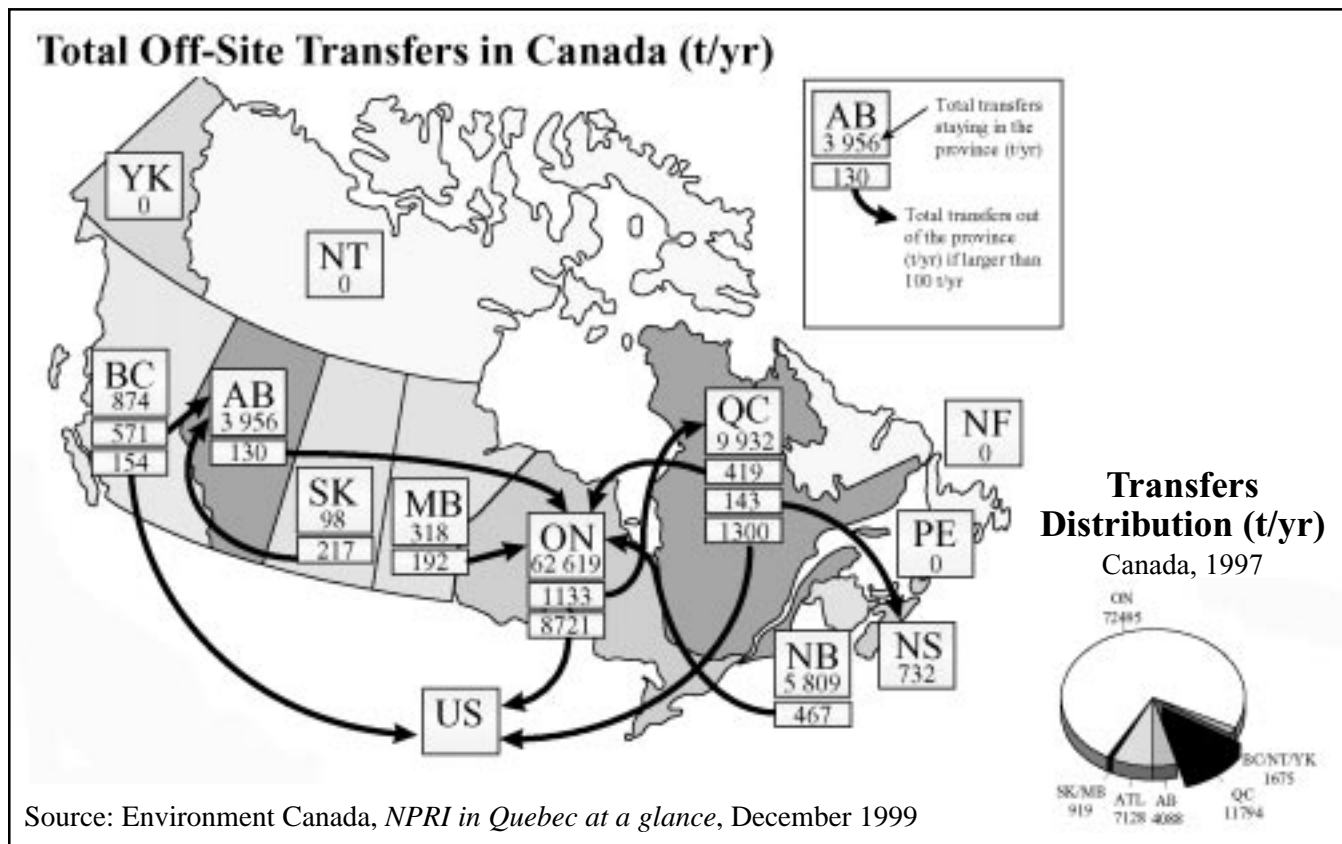 Total Off-Site Transfers in Canada (t/yr)
AB
3 956
130
Total transfers
staying in the
province (t/yr)
Total transfers out
of the province
(t/yr) if larger than
100 t/yr
YK
0
NT
0
BC
874
571
154
AB
3 956
130
SK
98
217
MB
318
192
ON
62 619
1133
8721
QC
9 932
419
143
1300
NF
0
PE
0
NB
5 809
467
NS
732
US
Transfers
Distribution (t/yr)
Canada, 1997
ON
72495
BC/NT/YK
1675
QC
11794
AB
4088
ATL
7128
SK/MB
919
Source: Environment Canada, NPRI in Quebec at a glance, December 1999